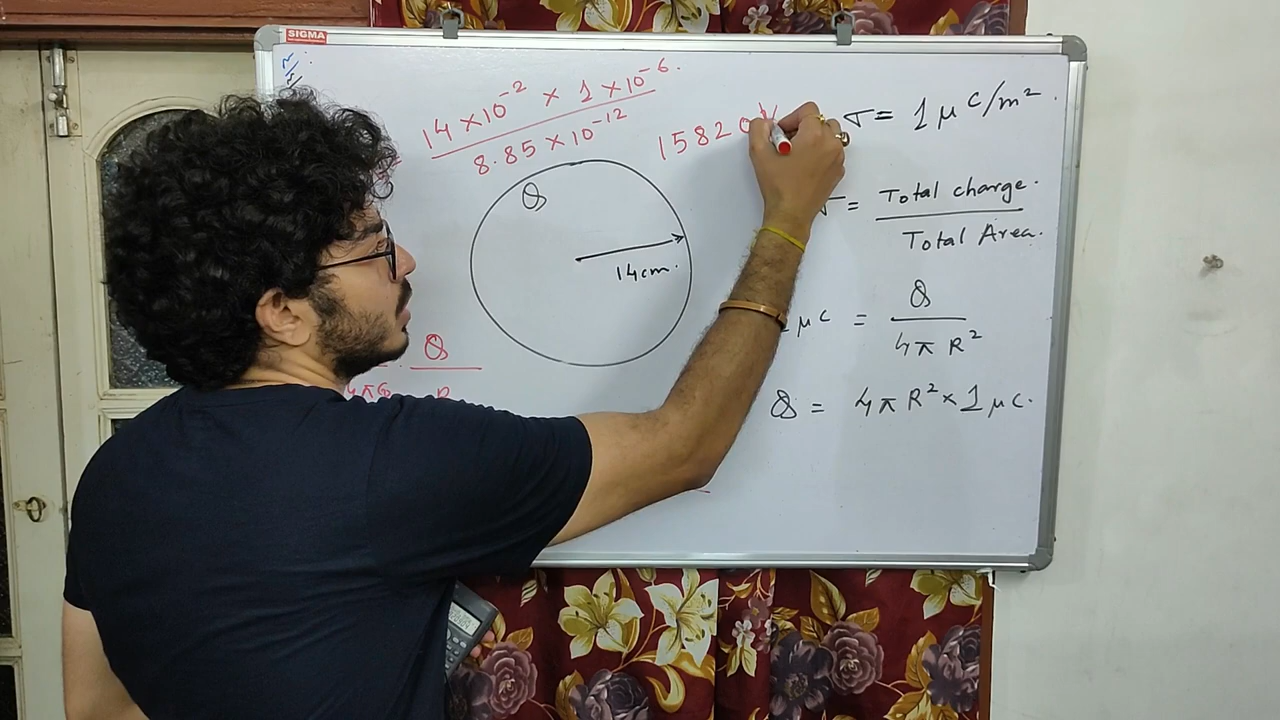 SIGMA
14 × 10⁻² × 1 × 10⁻⁶.
8.85 × 10⁻¹²
15820
σ = 1 μC/m².
Q
14cm.
= Total charge.
Total Area.
μC = Q
4π R²
Q
R
Q = 4π R² × 1 μC.